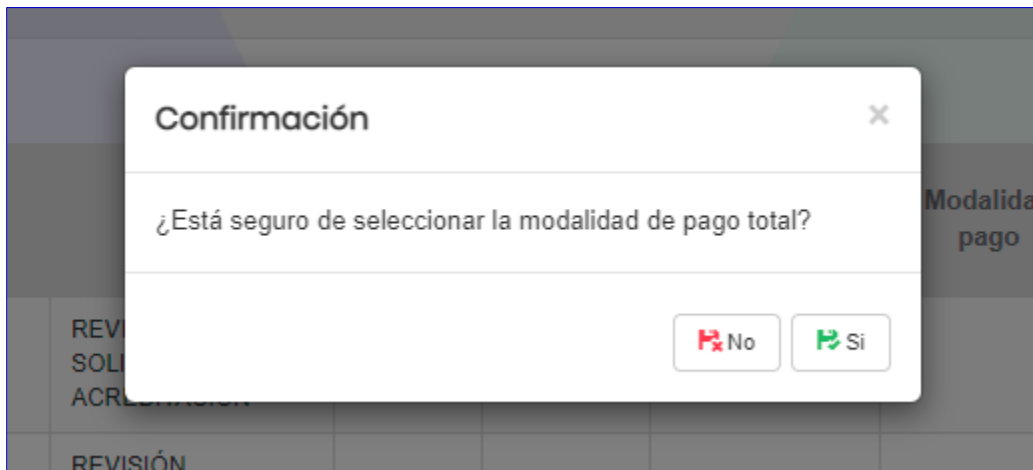 Confirmación
×
¿Está seguro de seleccionar la modalidad de pago total?
No
Si
pago
REVISIÓN